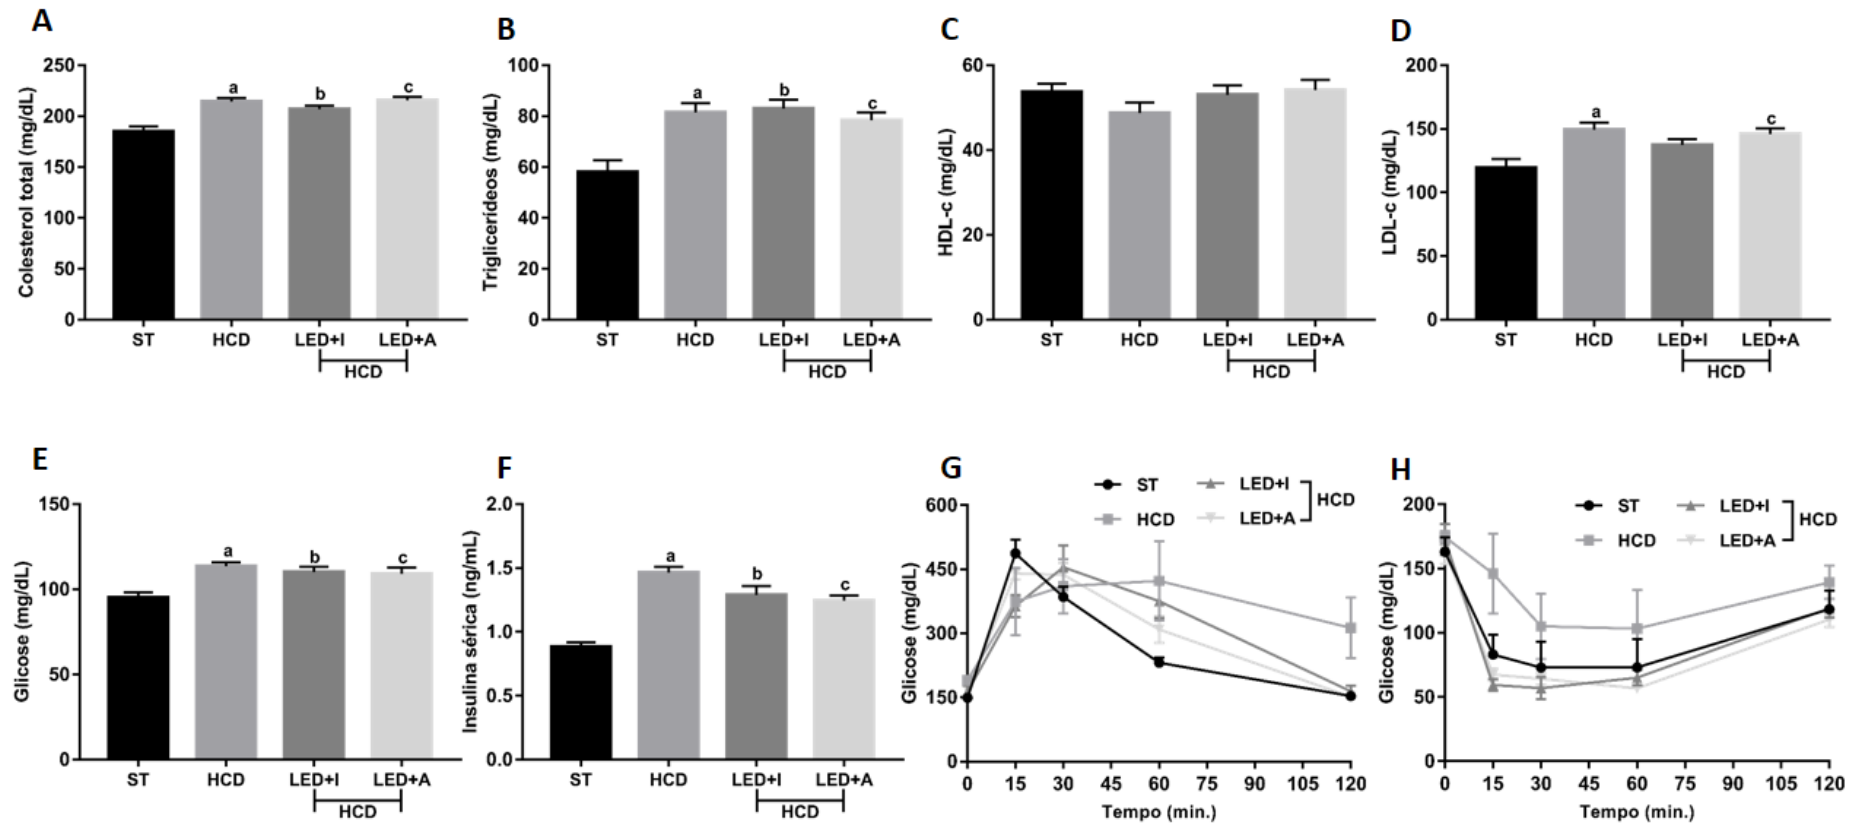 A
Colesterol total (mg/dL)
250
200
150
100
50
0
a
b
c
ST
HCD
LED+I
LED+A
HCD
B
Triglicerídeos (mg/dL)
100
80
60
40
20
0
a
b
c
ST
HCD
LED+I
LED+A
HCD
C
HDL-c (mg/dL)
60
40
20
0
ST
HCD
LED+I
LED+A
HCD
D
LDL-c (mg/dL)
200
150
100
50
0
a
c
ST
HCD
LED+I
LED+A
HCD
E
Glicose (mg/dL)
150
100
50
0
a
b
c
ST
HCD
LED+I
LED+A
HCD
F
Insulina sérica (ng/mL)
2.0
1.5
1.0
0.5
0.0
a
b
c
ST
HCD
LED+I
LED+A
HCD
G
ST
LED+I
HCD
LED+A
HCD
Glicose (mg/dL)
600
450
300
150
0
0 15 30 45 60 75 90 105 120
Tempo (min.)
H
ST
LED+I
HCD
LED+A
HCD
Glicose (mg/dL)
200
150
100
50
0
0 15 30 45 60 75 90 105 120
Tempo (min.)